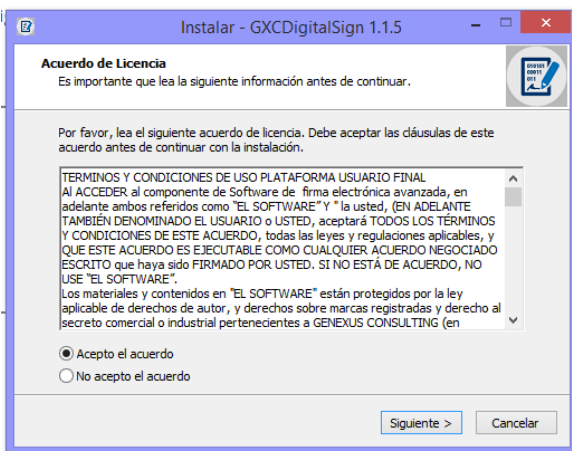 Instalar - GXCDigitalSign 1.1.5
Acuerdo de Licencia
Es importante que lea la siguiente información antes de continuar.
Por favor, lea el siguiente acuerdo de licencia. Debe aceptar las cláusulas de este
acuerdo antes de continuar con la instalación.
TERMINOS Y CONDICIONES DE USO PLATAFORMA USUARIO FINAL
Al ACCEDER al componente de Software de  firma electrónica avanzada, en
adelante ambos referidos como "EL SOFTWARE" Y " la usted, (EN ADELANTE
TAMBIÉN DENOMINADO EL USUARIO o USTED, aceptará TODOS LOS TÉRMINOS
Y CONDICIONES DE ESTE ACUERDO, todas las leyes y regulaciones aplicables, y
QUE ESTE ACUERDO ES EJECUTABLE COMO CUALQUIER ACUERDO NEGOCIADO
ESCRITO que haya sido FIRMADO POR USTED. SI NO ESTÁ DE ACUERDO, NO
USE "EL SOFTWARE".
Los materiales y contenidos en "EL SOFTWARE" están protegidos por la ley
aplicable de derechos de autor, y derechos sobre marcas registradas y derecho al
secreto comercial o industrial pertenecientes a GENEXUS CONSULTING (en
Acepto el acuerdo
No acepto el acuerdo
Siguiente >
Cancelar